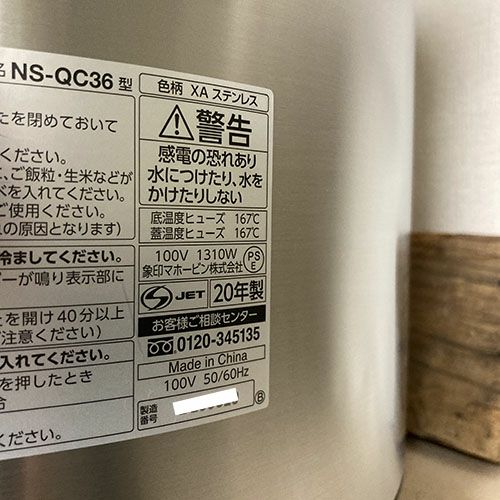 名 NS-QC36 型
たを閉めておいて
ください。
に、ご飯粒・生米などが
べを入れてください。
ご使用ください。
の原因となります)
冷ましてください。
ーが鳴り表示部に
たを開け40分以上
ご注意ください)
入れてください。
を押したとき
ください。
色柄 XA ステンレス
警告
感電の恐れあり
水につけたり、水を
かけたりしない
底温度ヒューズ 167℃
蓋温度ヒューズ 167℃
100V 1310W
象印マホービン株式会社
PS
E
JET 20年製
お客様ご相談センター
0120-345135
Made in China
100V 50/60Hz
製造
番号
B